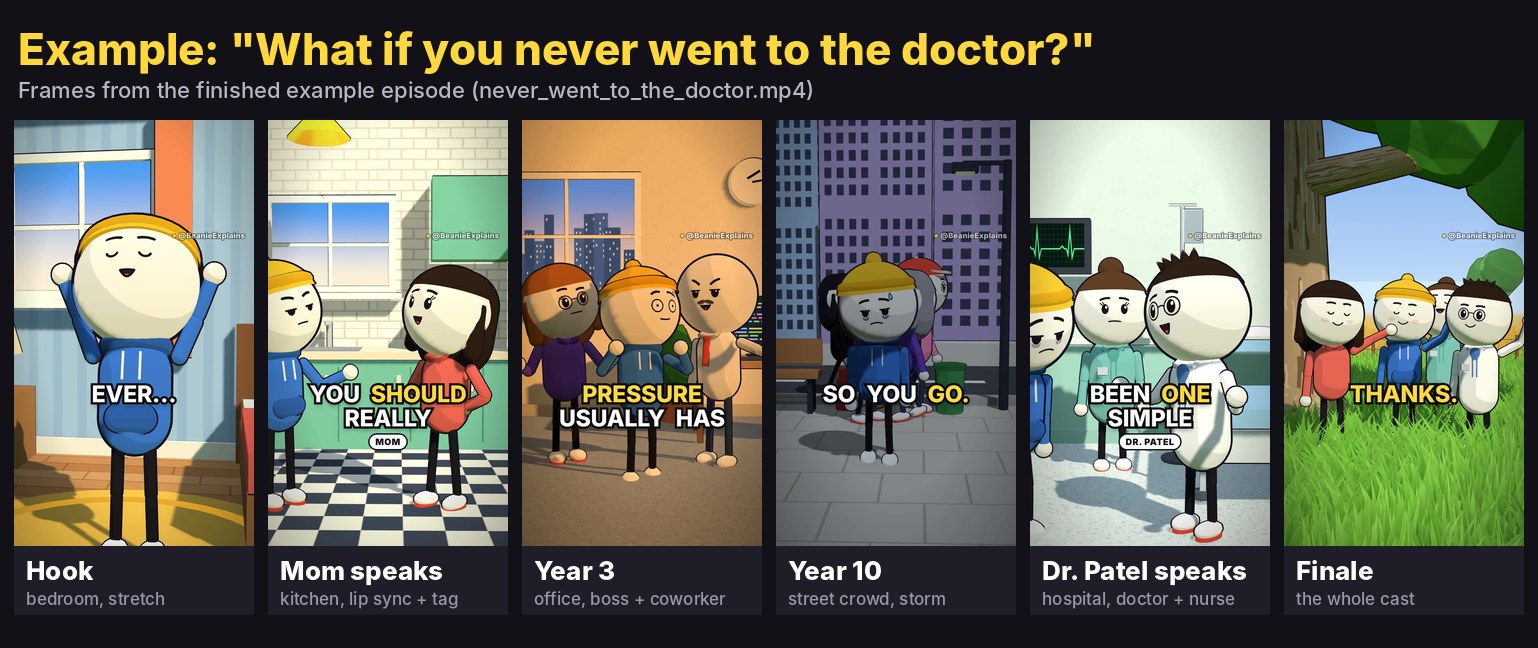 Example: "What if you never went to the doctor?"
Frames from the finished example episode (never_went_to_the_doctor.mp4)
@BeanieExplains
EVER...
Hook
bedroom, stretch
@BeanieExplains
YOU SHOULD
REALLY
MOM
Mom speaks
kitchen, lip sync + tag
@BeanieExplains
PRESSURE
USUALLY HAS
Year 3
office, boss + coworker
@BeanieExplains
SO YOU GO.
Year 10
street crowd, storm
@BeanieExplains
BEEN ONE
SIMPLE
DR. PATEL
Dr. Patel speaks
hospital, doctor + nurse
@BeanieExplains
THANKS.
Finale
the whole cast